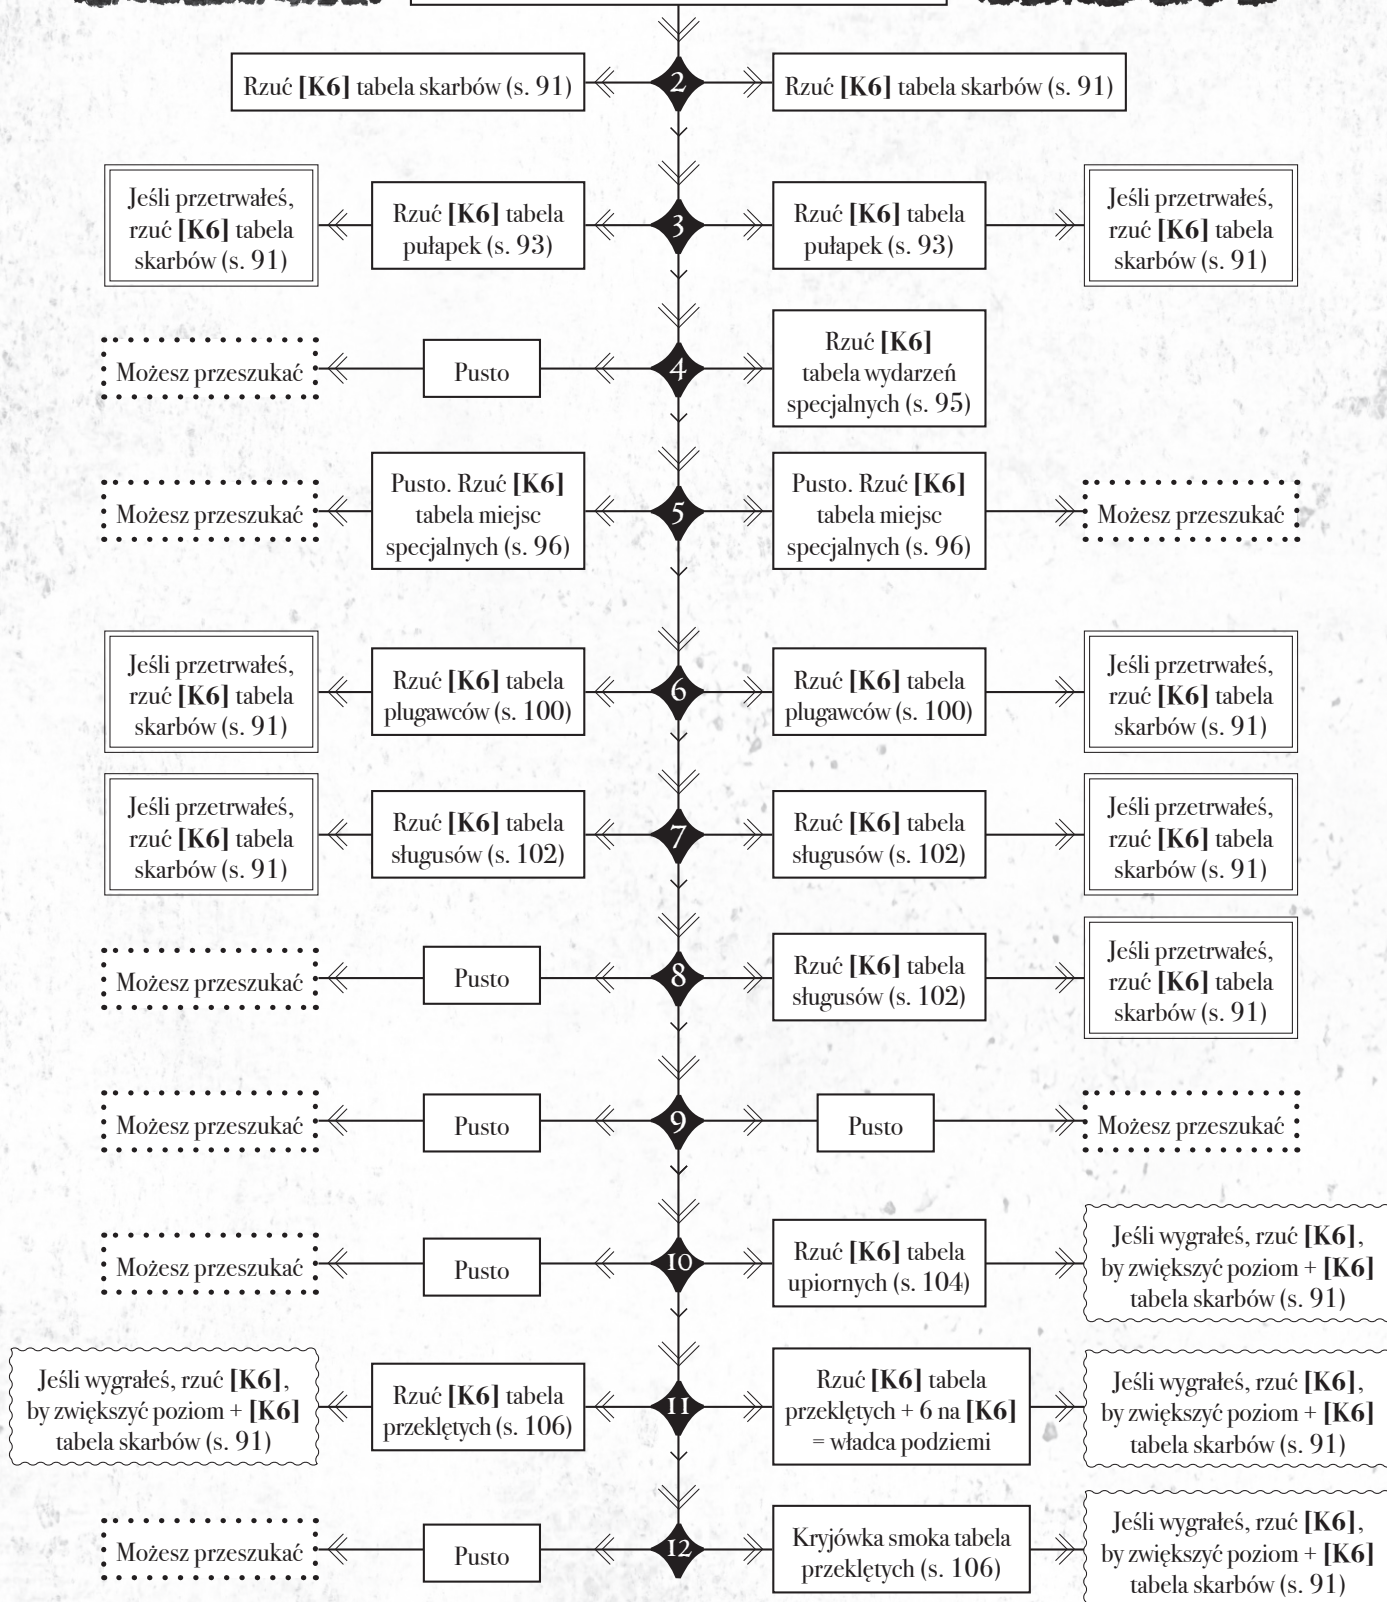 Rzuć [K6] tabela skarbów (s. 91)
2
Rzuć [K6] tabela skarbów (s. 91)
Jeśli przetrwałeś,
rzuć [K6] tabela
skarbów (s. 91)
Rzuć [K6] tabela
pułapek (s. 93)
3
Rzuć [K6] tabela
pułapek (s. 93)
Jeśli przetrwałeś,
rzuć [K6] tabela
skarbów (s. 91)
Możesz przeszukać
Pusto
4
Rzuć [K6]
tabela wydarzeń
specjalnych (s. 95)
Możesz przeszukać
Pusto. Rzuć [K6]
tabela miejsc
specjalnych (s. 96)
5
Pusto. Rzuć [K6]
tabela miejsc
specjalnych (s. 96)
Możesz przeszukać
Jeśli przetrwałeś,
rzuć [K6] tabela
skarbów (s. 91)
Rzuć [K6] tabela
plugawców (s. 100)
6
Rzuć [K6] tabela
plugawców (s. 100)
Jeśli przetrwałeś,
rzuć [K6] tabela
skarbów (s. 91)
Jeśli przetrwałeś,
rzuć [K6] tabela
skarbów (s. 91)
Rzuć [K6] tabela
sługusów (s. 102)
7
Rzuć [K6] tabela
sługusów (s. 102)
Jeśli przetrwałeś,
rzuć [K6] tabela
skarbów (s. 91)
Możesz przeszukać
Pusto
8
Rzuć [K6] tabela
sługusów (s. 102)
Jeśli przetrwałeś,
rzuć [K6] tabela
skarbów (s. 91)
Możesz przeszukać
Pusto
9
Pusto
Możesz przeszukać
Możesz przeszukać
Pusto
10
Rzuć [K6] tabela
upiornych (s. 104)
Jeśli wygrałeś, rzuć [K6],
by zwiększyć poziom + [K6]
tabela skarbów (s. 91)
Jeśli wygrałeś, rzuć [K6],
by zwiększyć poziom + [K6]
tabela skarbów (s. 91)
Rzuć [K6] tabela
przeklętych (s. 106)
11
Rzuć [K6] tabela
przeklętych + 6 na [K6]
= władca podziemi
Jeśli wygrałeś, rzuć [K6],
by zwiększyć poziom + [K6]
tabela skarbów (s. 91)
Możesz przeszukać
Pusto
12
Kryjówka smoka tabela
przeklętych (s. 106)
Jeśli wygrałeś, rzuć [K6],
by zwiększyć poziom + [K6]
tabela skarbów (s. 91)